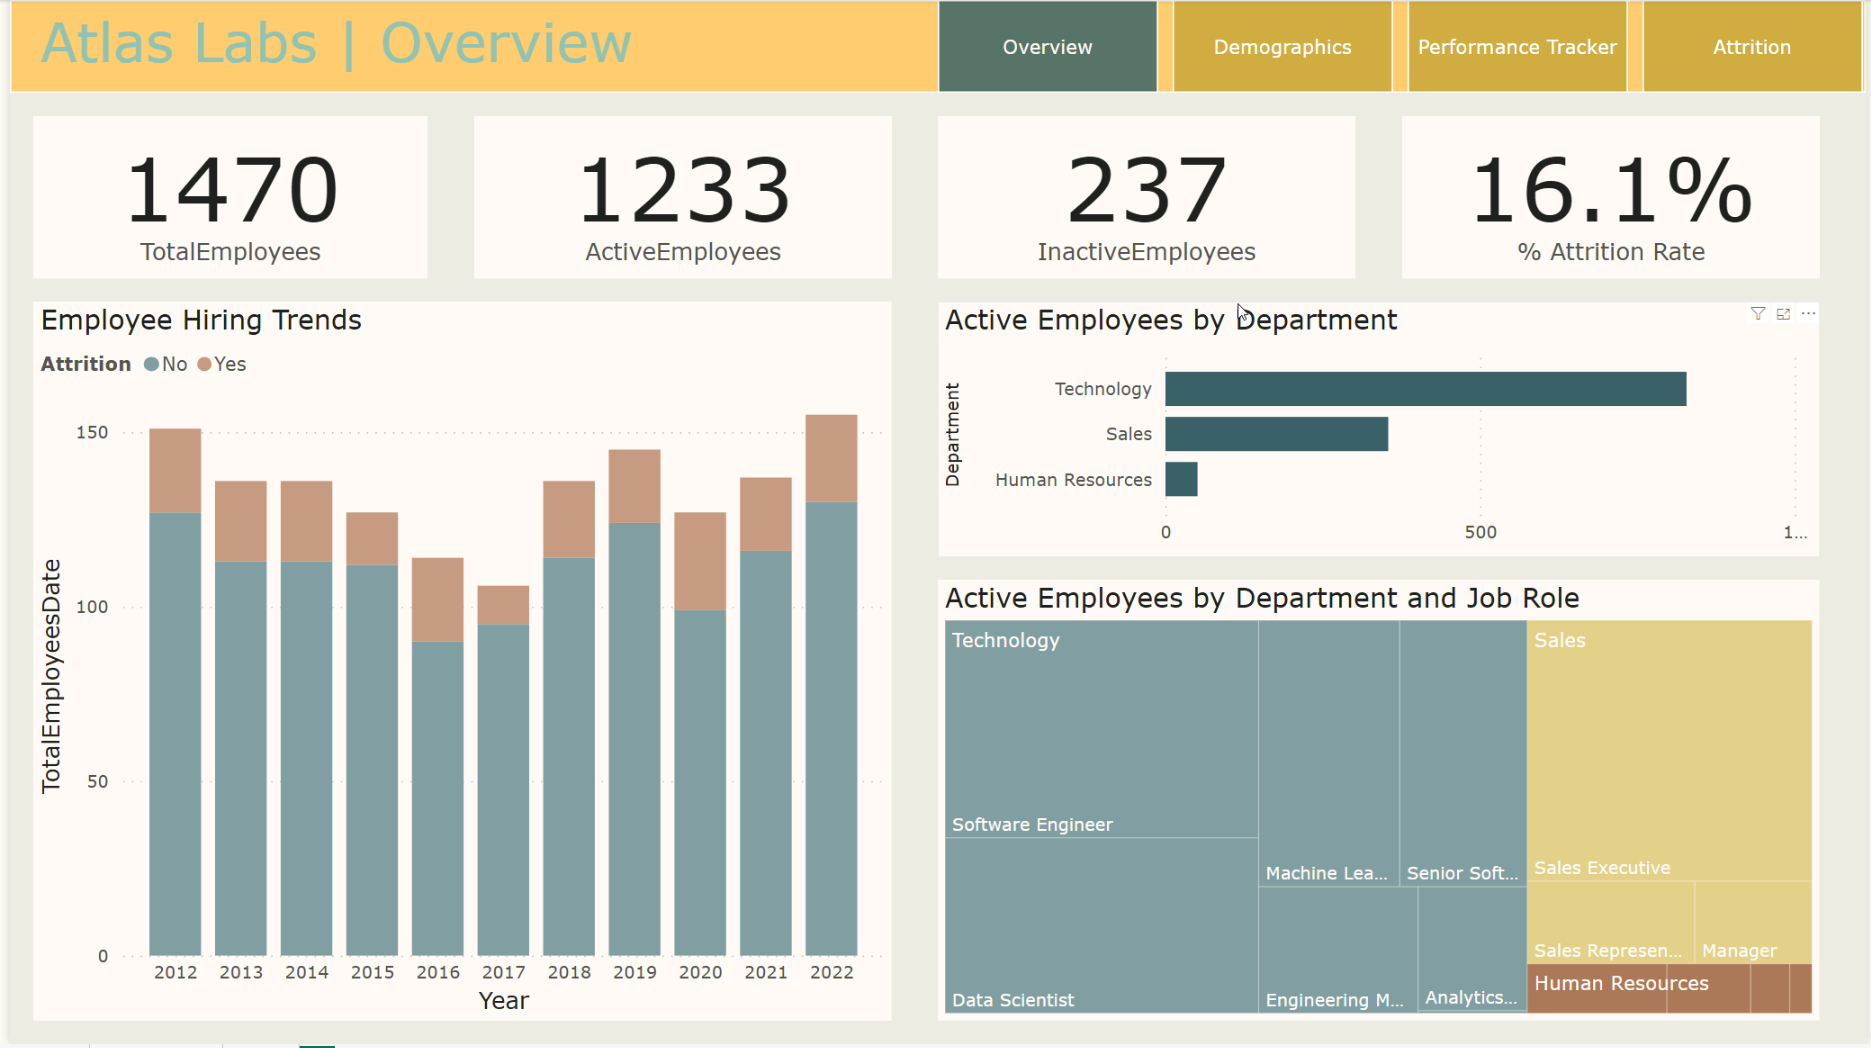 Atlas Labs | Overview
Overview
Demographics
Performance Tracker
Attrition
1470
TotalEmployees
1233
ActiveEmployees
237
InactiveEmployees
16.1%
% Attrition Rate
Employee Hiring Trends
Attrition No Yes
TotalEmployeesDate
150
100
50
0
2012 2013 2014 2015 2016 2017 2018 2019 2020 2021 2022
Year
Active Employees by Department
Department
Technology
Sales
Human Resources
0 500 1...
Active Employees by Department and Job Role
Technology
Software Engineer
Data Scientist
Machine Lea...
Senior Soft...
Engineering M...
Analytics...
Sales
Sales Executive
Sales Represen...
Manager
Human Resources